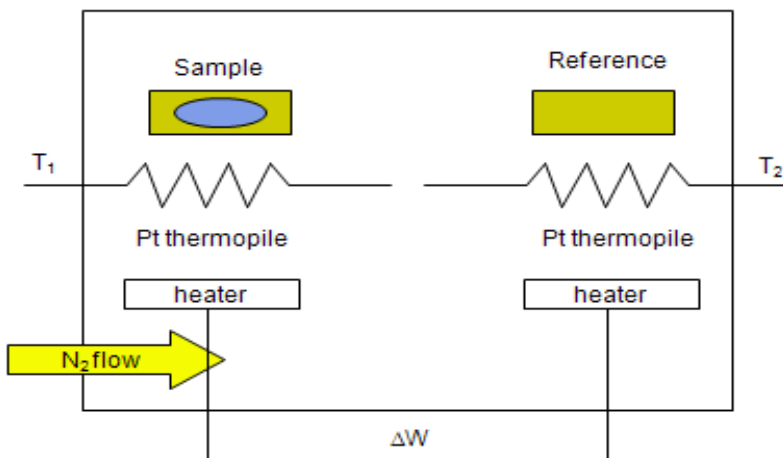 Sample
Reference
T₁
T₂
Pt thermopile
Pt thermopile
heater
heater
N₂ flow
ΔW